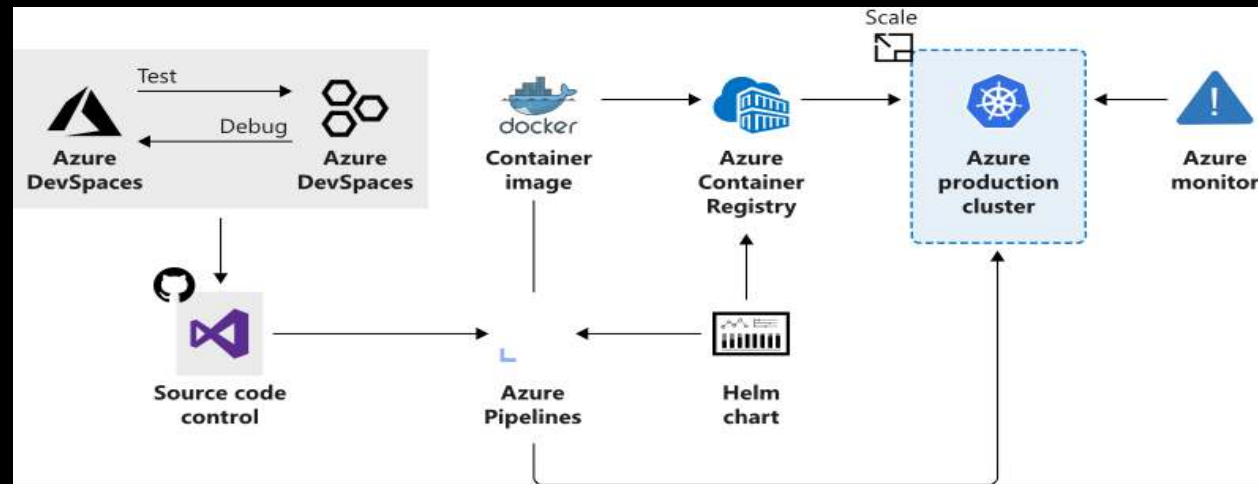 Scale
Test
Debug
Azure
DevSpaces
Azure
DevSpaces
docker
Container
image
Azure
Container
Registry
Azure
production
cluster
Azure
monitor
Source code
control
Azure
Pipelines
Helm
chart